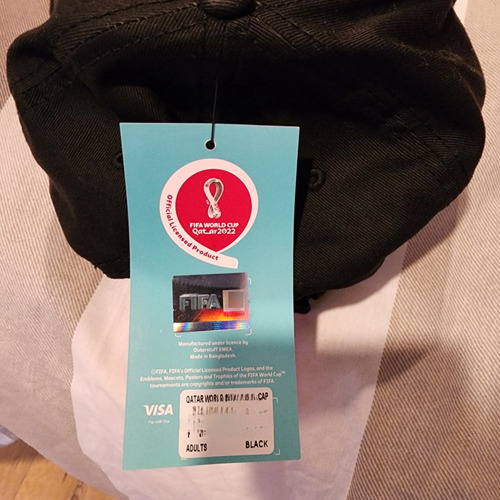 Official Licensed Product
FIFA WORLD CUP
Qatar2022
FIFA
Manufactured under licence by
Outerstuff EMEA.
Made in Bangladesh.
©FIFA, FIFA's Official Licensed Product Logos, and the
Emblems, Mascots, Posters and Trophies of the FIFA World Cup™
tournaments are copyrights and/or trademarks of FIFA.
VISA
QATAR CAP
ADULTS BLACK